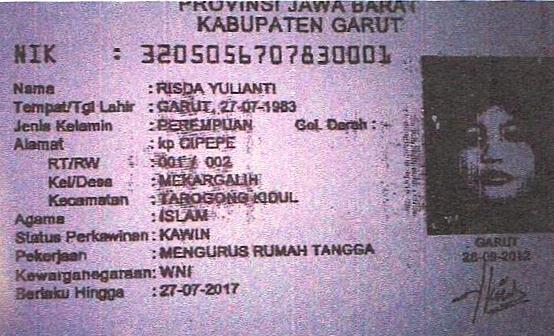 PROVINSI JAWA BARAT
KABUPATEN GARUT
NIK : 3205056707830001
Nama : RISDA YULIANTI
Tempat/Tgl Lahir : GARUT, 27-07-1983
Jenis Kelamin : PEREMPUAN Gol. Darah : -
Alamat : kp CIPEPE
RT/RW : 001 / 002
Kel/Desa : MEKARGALIH
Kecamatan : TAROGONG KIDUL
Agama : ISLAM
Status Perkawinan : KAWIN
Pekerjaan : MENGURUS RUMAH TANGGA
Kewarganegaraan : WNI
Berlaku Hingga : 27-07-2017
GARUT
28-09-2012